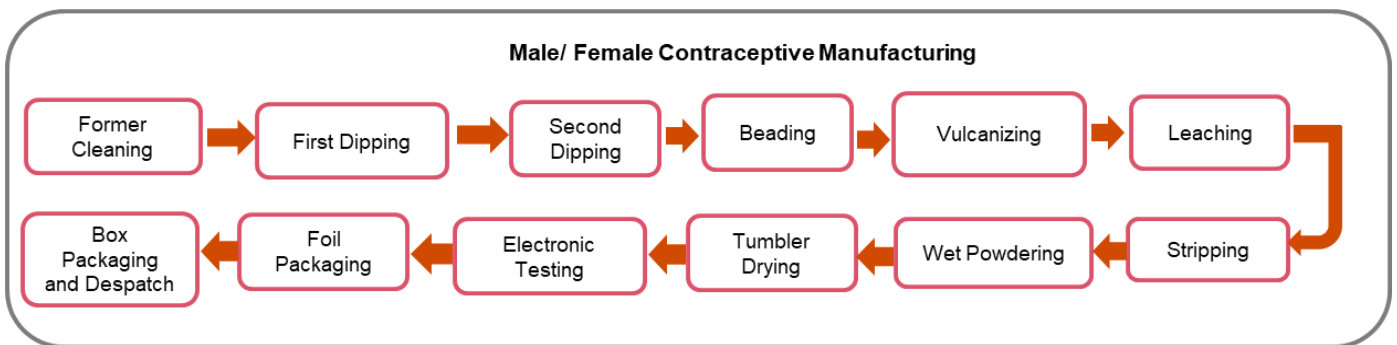 Male/ Female Contraceptive Manufacturing
Former
Cleaning
First Dipping
Second
Dipping
Beading
Vulcanizing
Leaching
Stripping
Wet Powdering
Tumbler
Drying
Electronic
Testing
Foil
Packaging
Box
Packaging
and Despatch